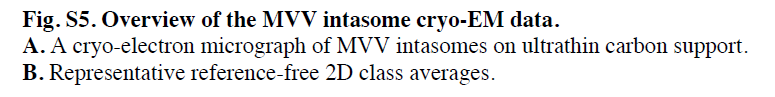 Fig. S5. Overview of the MVV intasome cryo-EM data.
A. A cryo-electron micrograph of MVV intasomes on ultrathin carbon support.
B. Representative reference-free 2D class averages.